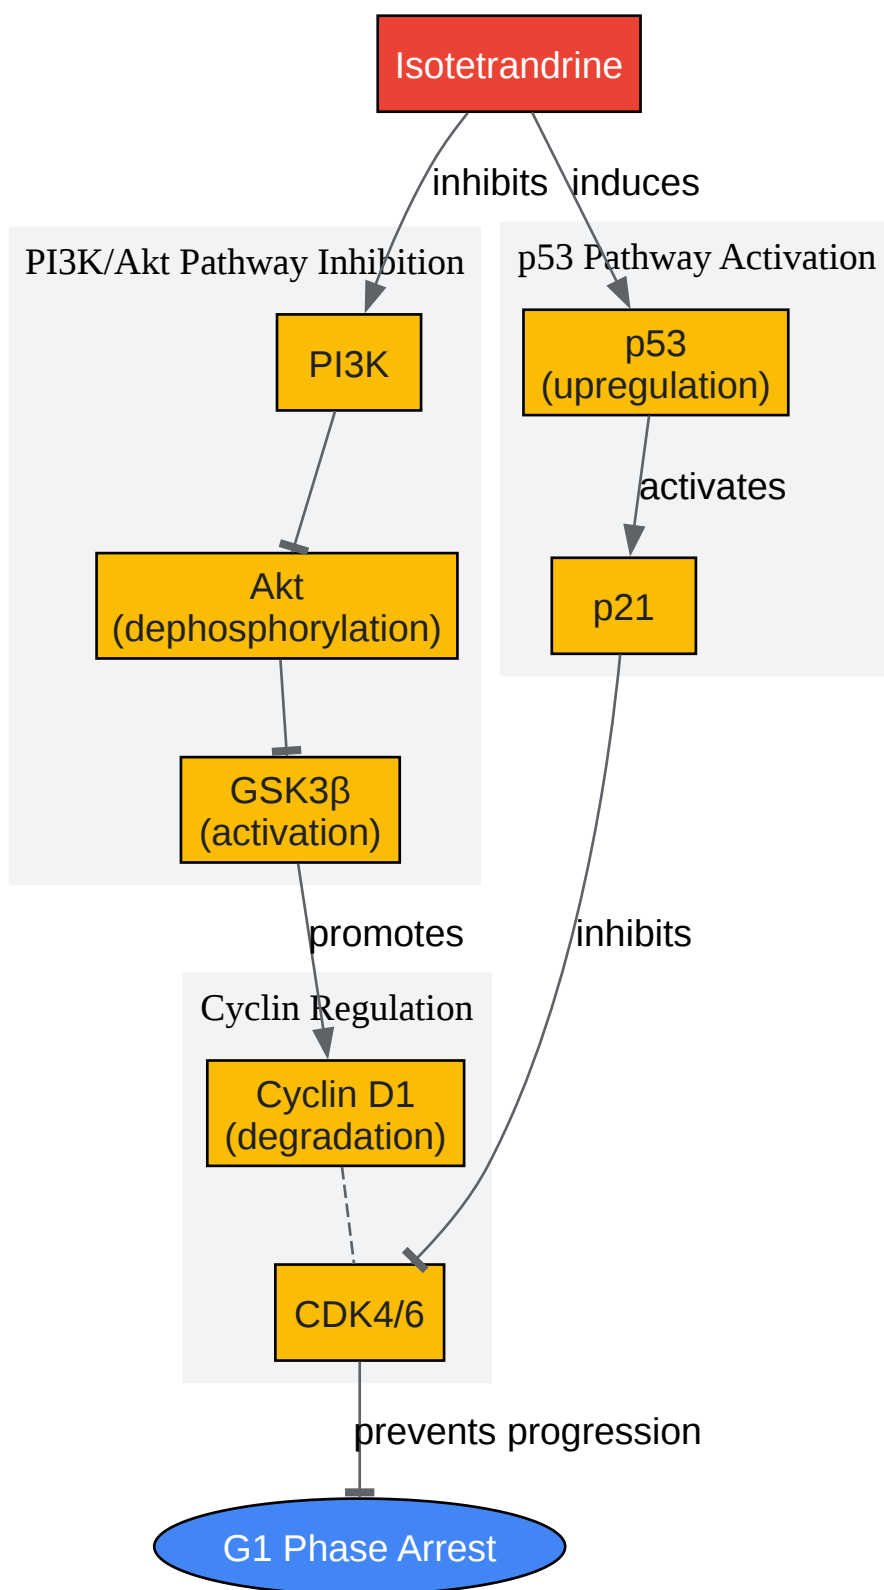 Isotetrandrine
inhibits
induces
PI3K/Akt Pathway Inhibition
p53 Pathway Activation
PI3K
p53
(upregulation)
activates
Akt
(dephosphorylation)
p21
GSK3β
(activation)
promotes
inhibits
Cyclin Regulation
Cyclin D1
(degradation)
CDK4/6
prevents progression
G1 Phase Arrest